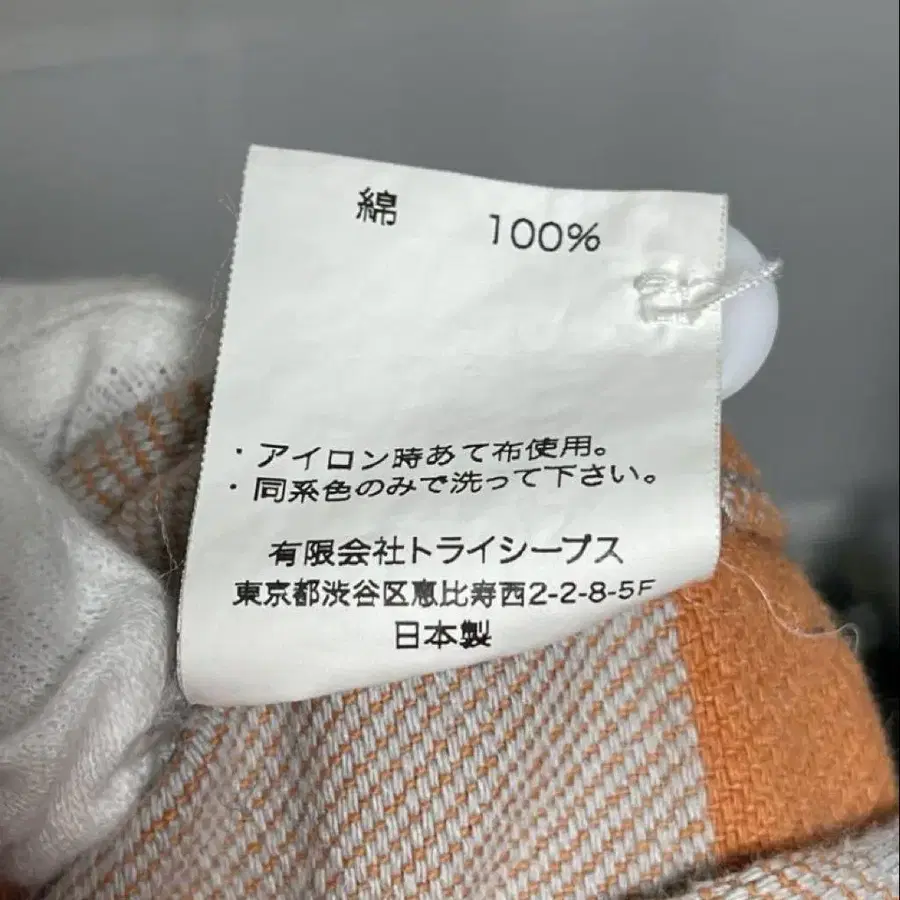 綿 100%
・アイロン時あて布使用。
・同系色のみで洗って下さい。
有限会社トライシープス
東京都渋谷区恵比寿西2-2-8-5F
日本製